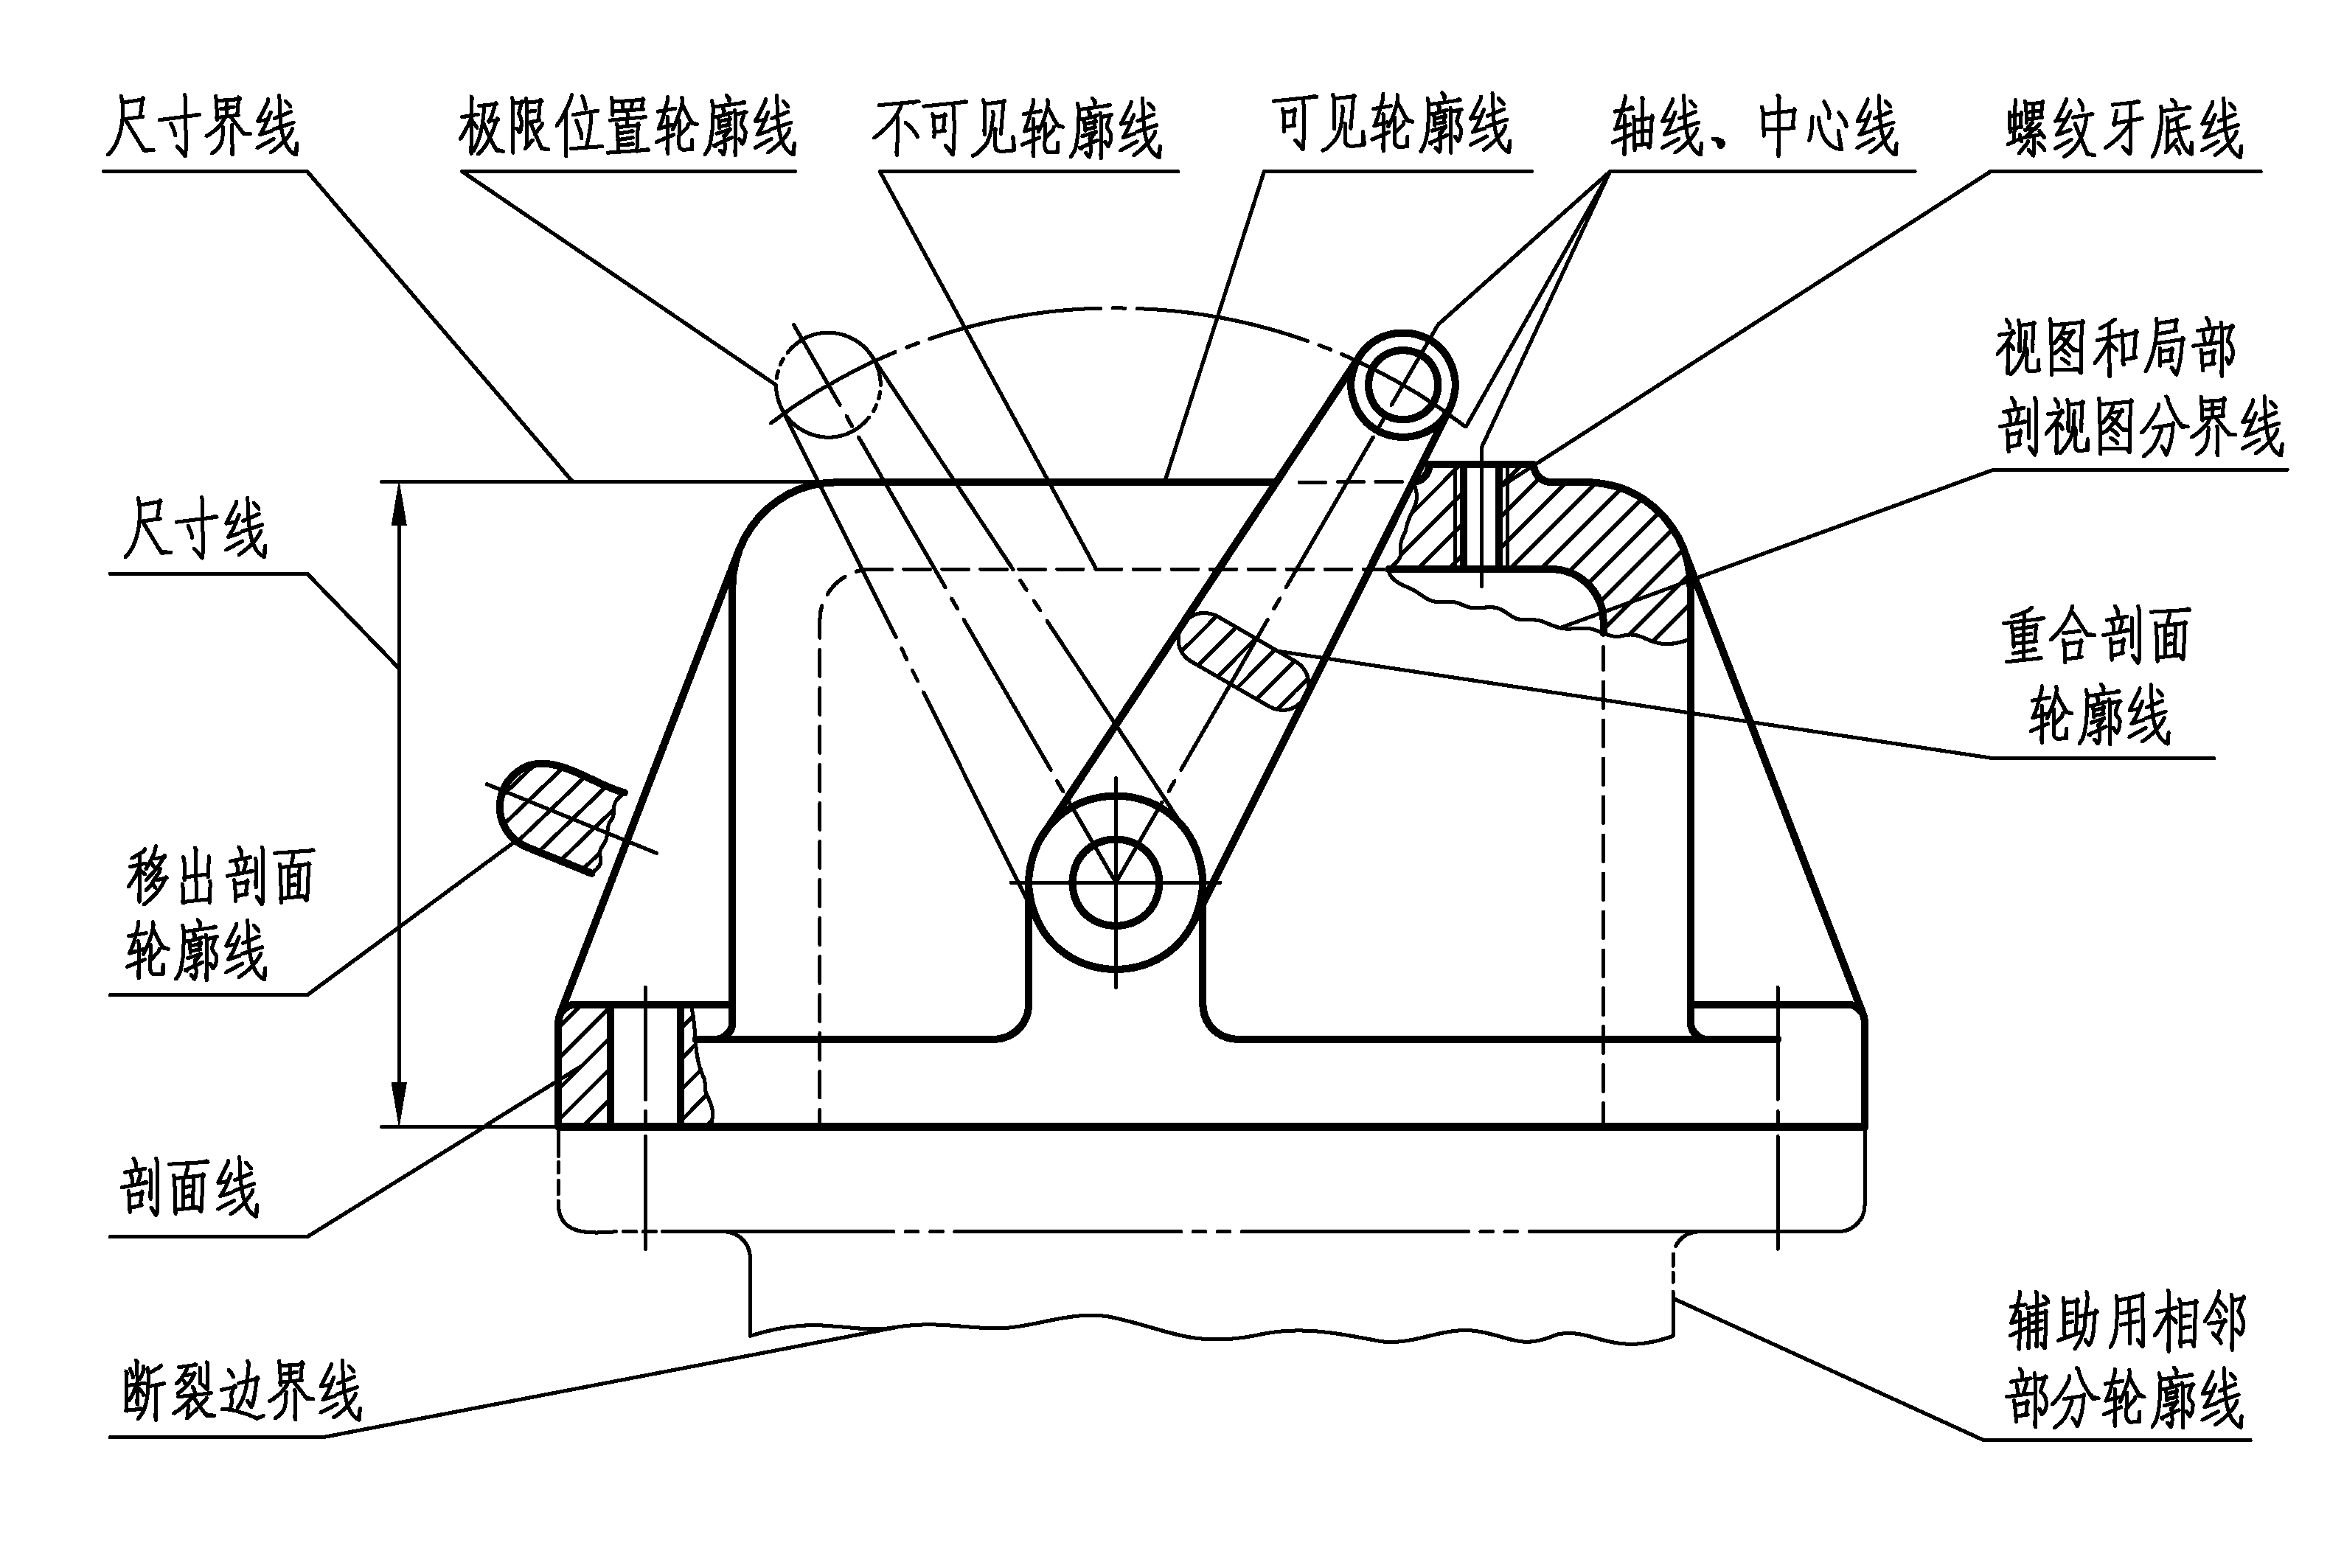 尺寸界线
极限位置轮廓线
不可见轮廓线
可见轮廓线
轴线、中心线
螺纹牙底线
视图和局部
剖视图分界线
尺寸线
重合剖面
轮廓线
移出剖面
轮廓线
剖面线
辅助用相邻
部分轮廓线
断裂边界线